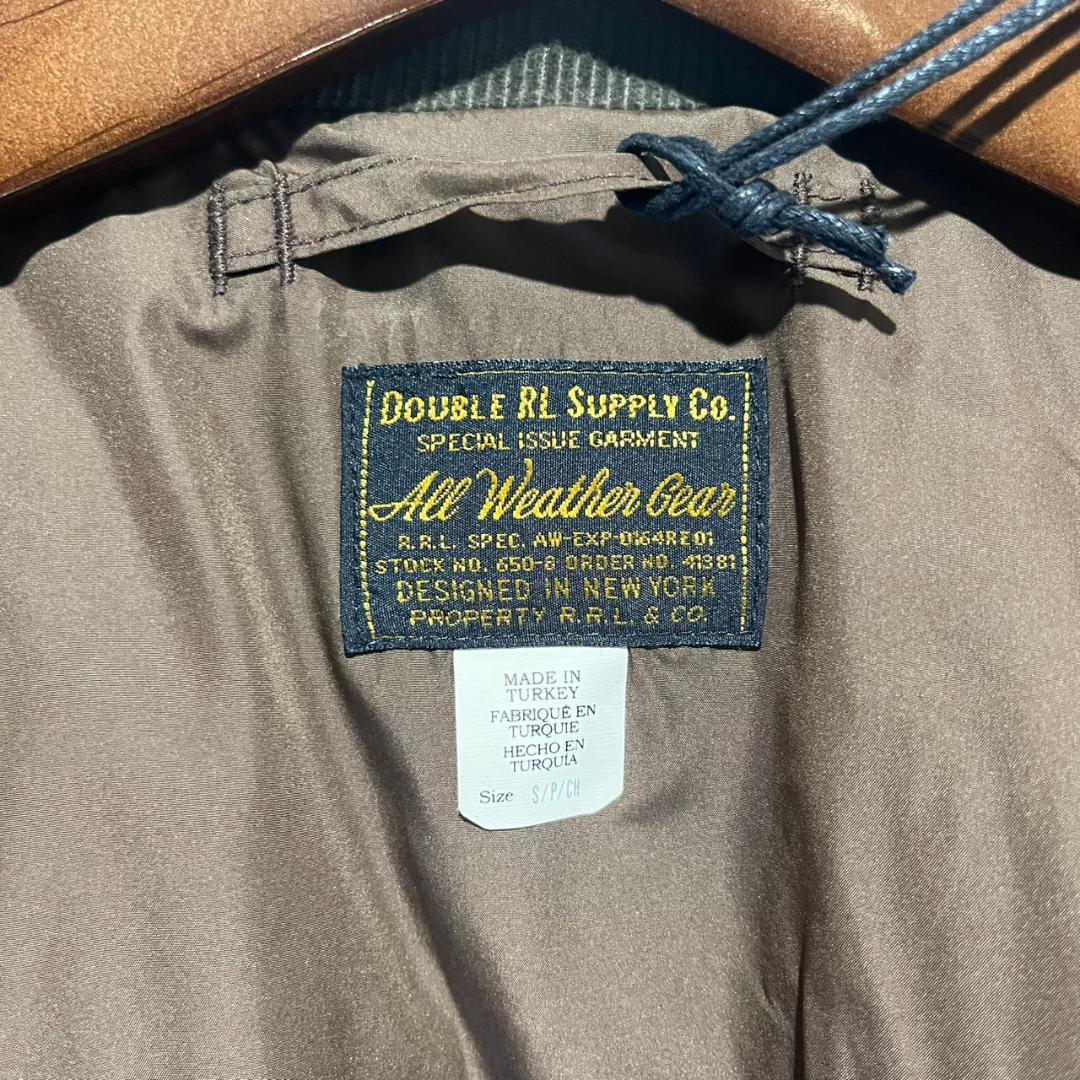 DOUBLE RL SUPPLY CO.
SPECIAL ISSUE GARMENT
All Weather Gear
R.R.L. SPEC. AW-EXP-0164RE01
STOCK NO. 650-8 ORDER NO. 41381
DESIGNED IN NEW YORK
PROPERTY R.R.L. & CO.
MADE IN
TURKEY
FABRIQUÉ EN
TURQUIE
HECHO EN
TURQUÍA
Size S/P/CH